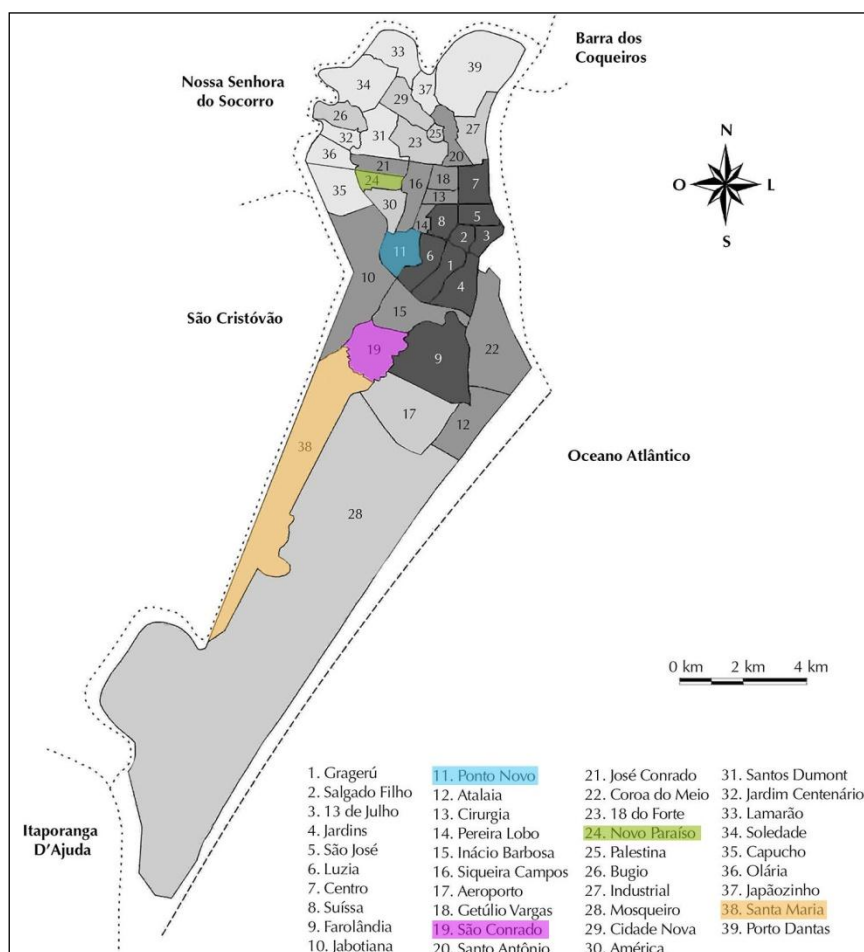 Barra dos
Coqueiros
Nossa Senhora
do Socorro
33
39
34
37
29
26
27
32
31
23
25
36
20
21
24
16
18
7
35
30
13
5
14
8
2
3
11
6
1
10
4
15
São Cristóvão
19
9
22
17
12
38
28
Oceano Atlântico
N
O
L
S
0 km 2 km 4 km
Itaporanga
D'Ajuda
1. Gragerú
2. Salgado Filho
3. 13 de Julho
4. Jardins
5. São José
6. Luzia
7. Centro
8. Suíssa
9. Farolândia
10. Jabotiana
11. Ponto Novo
12. Atalaia
13. Cirurgia
14. Pereira Lobo
15. Inácio Barbosa
16. Siqueira Campos
17. Aeroporto
18. Getúlio Vargas
19. São Conrado
20. Santo Antônio
21. José Conrado
22. Coroa do Meio
23. 18 do Forte
24. Novo Paraíso
25. Palestina
26. Bugio
27. Industrial
28. Mosqueiro
29. Cidade Nova
30. América
31. Santos Dumont
32. Jardim Centenário
33. Lamarão
34. Soledade
35. Capucho
36. Olária
37. Japãozinho
38. Santa Maria
39. Porto Dantas